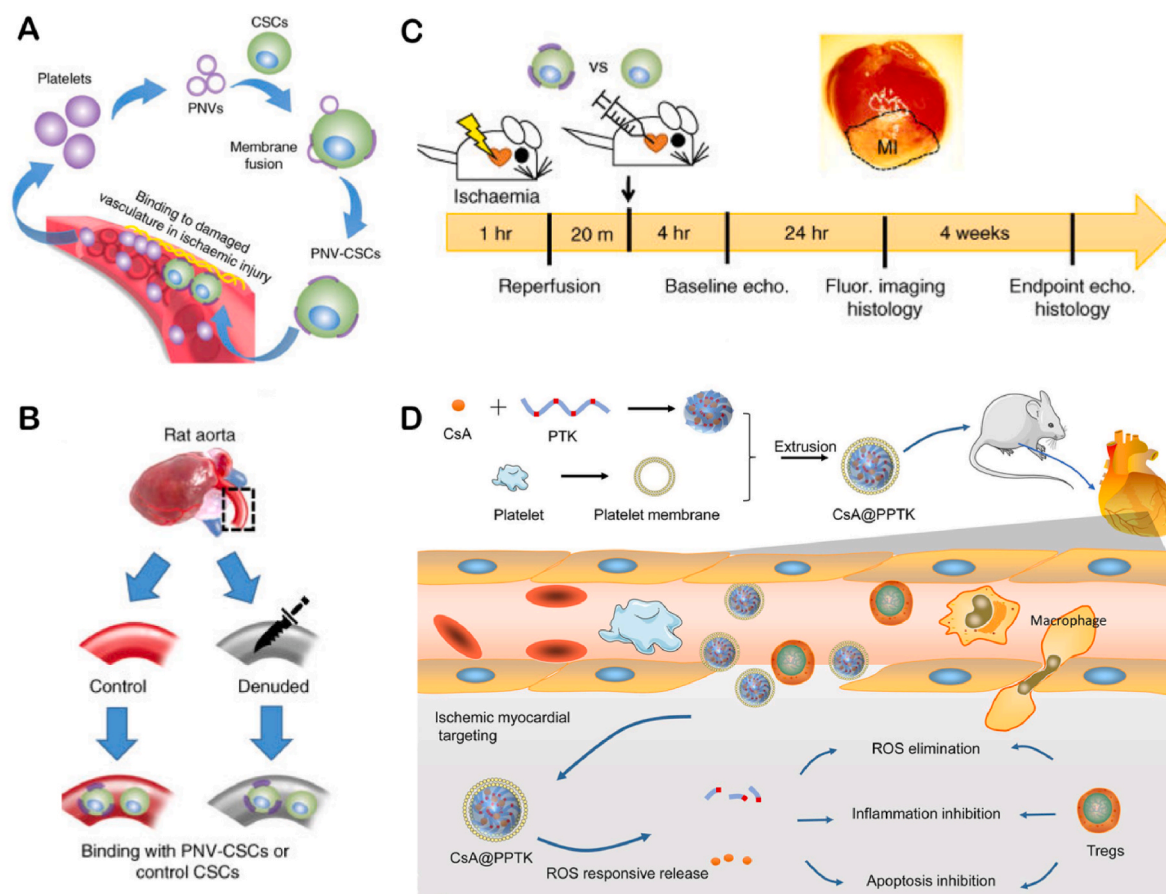 A
CSCs
Platelets
PNVs
Membrane
fusion
Binding to damaged
vasculature in ischaemic injury
PNV-CSCs
B
Rat aorta
Control
Denuded
Binding with PNV-CSCs or
control CSCs
C
vs
MI
Ischaemia
1 hr
20 m
4 hr
24 hr
4 weeks
Reperfusion
Baseline echo.
Fluor. imaging
histology
Endpoint echo.
histology
D
CsA
+
PTK
Extrusion
Platelet
Platelet membrane
CsA@PPTK
Macrophage
Ischemic myocardial
targeting
ROS elimination
Inflammation inhibition
CsA@PPTK
Tregs
ROS responsive release
Apoptosis inhibition